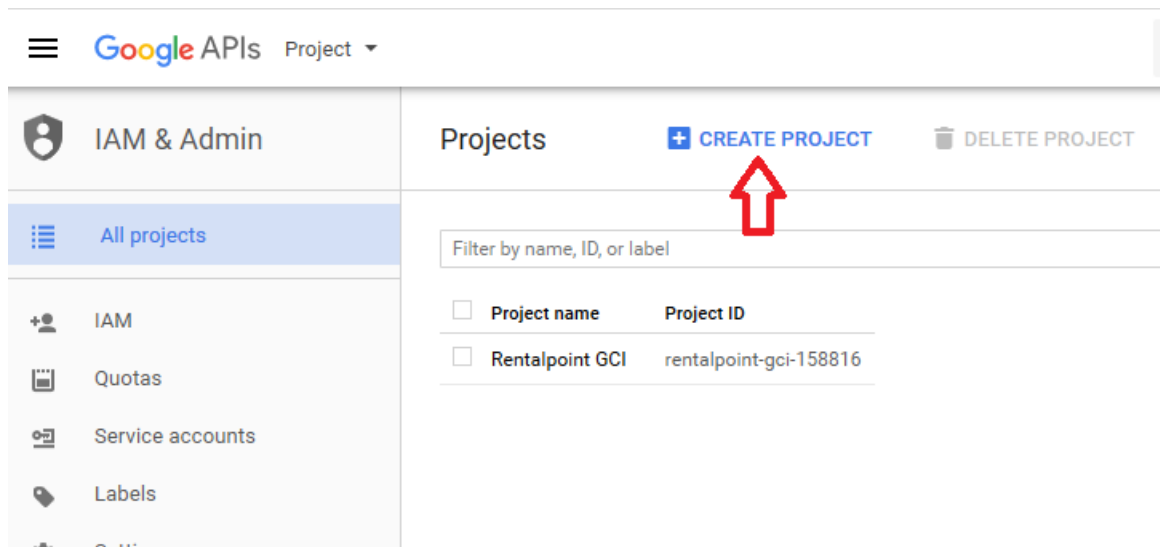 Google APIs Project
IAM & Admin
Projects CREATE PROJECT DELETE PROJECT
All projects
Filter by name, ID, or label
Project name Project ID
Rentalpoint GCI rentalpoint-gci-158816
IAM
Quotas
Service accounts
Labels